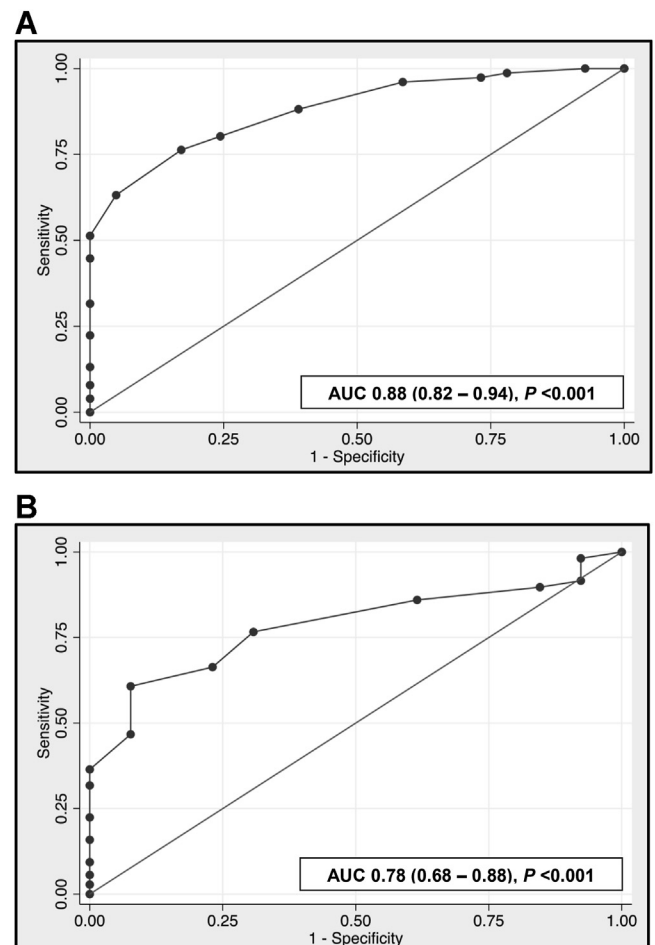 A
1.00
0.75
0.50
0.25
0.00
Sensitivity
AUC 0.88 (0.82 – 0.94), P <0.001
0.00 0.25 0.50 0.75 1.00
1 - Specificity
B
1.00
0.75
0.50
0.25
0.00
Sensitivity
AUC 0.78 (0.68 – 0.88), P <0.001
0.00 0.25 0.50 0.75 1.00
1 - Specificity